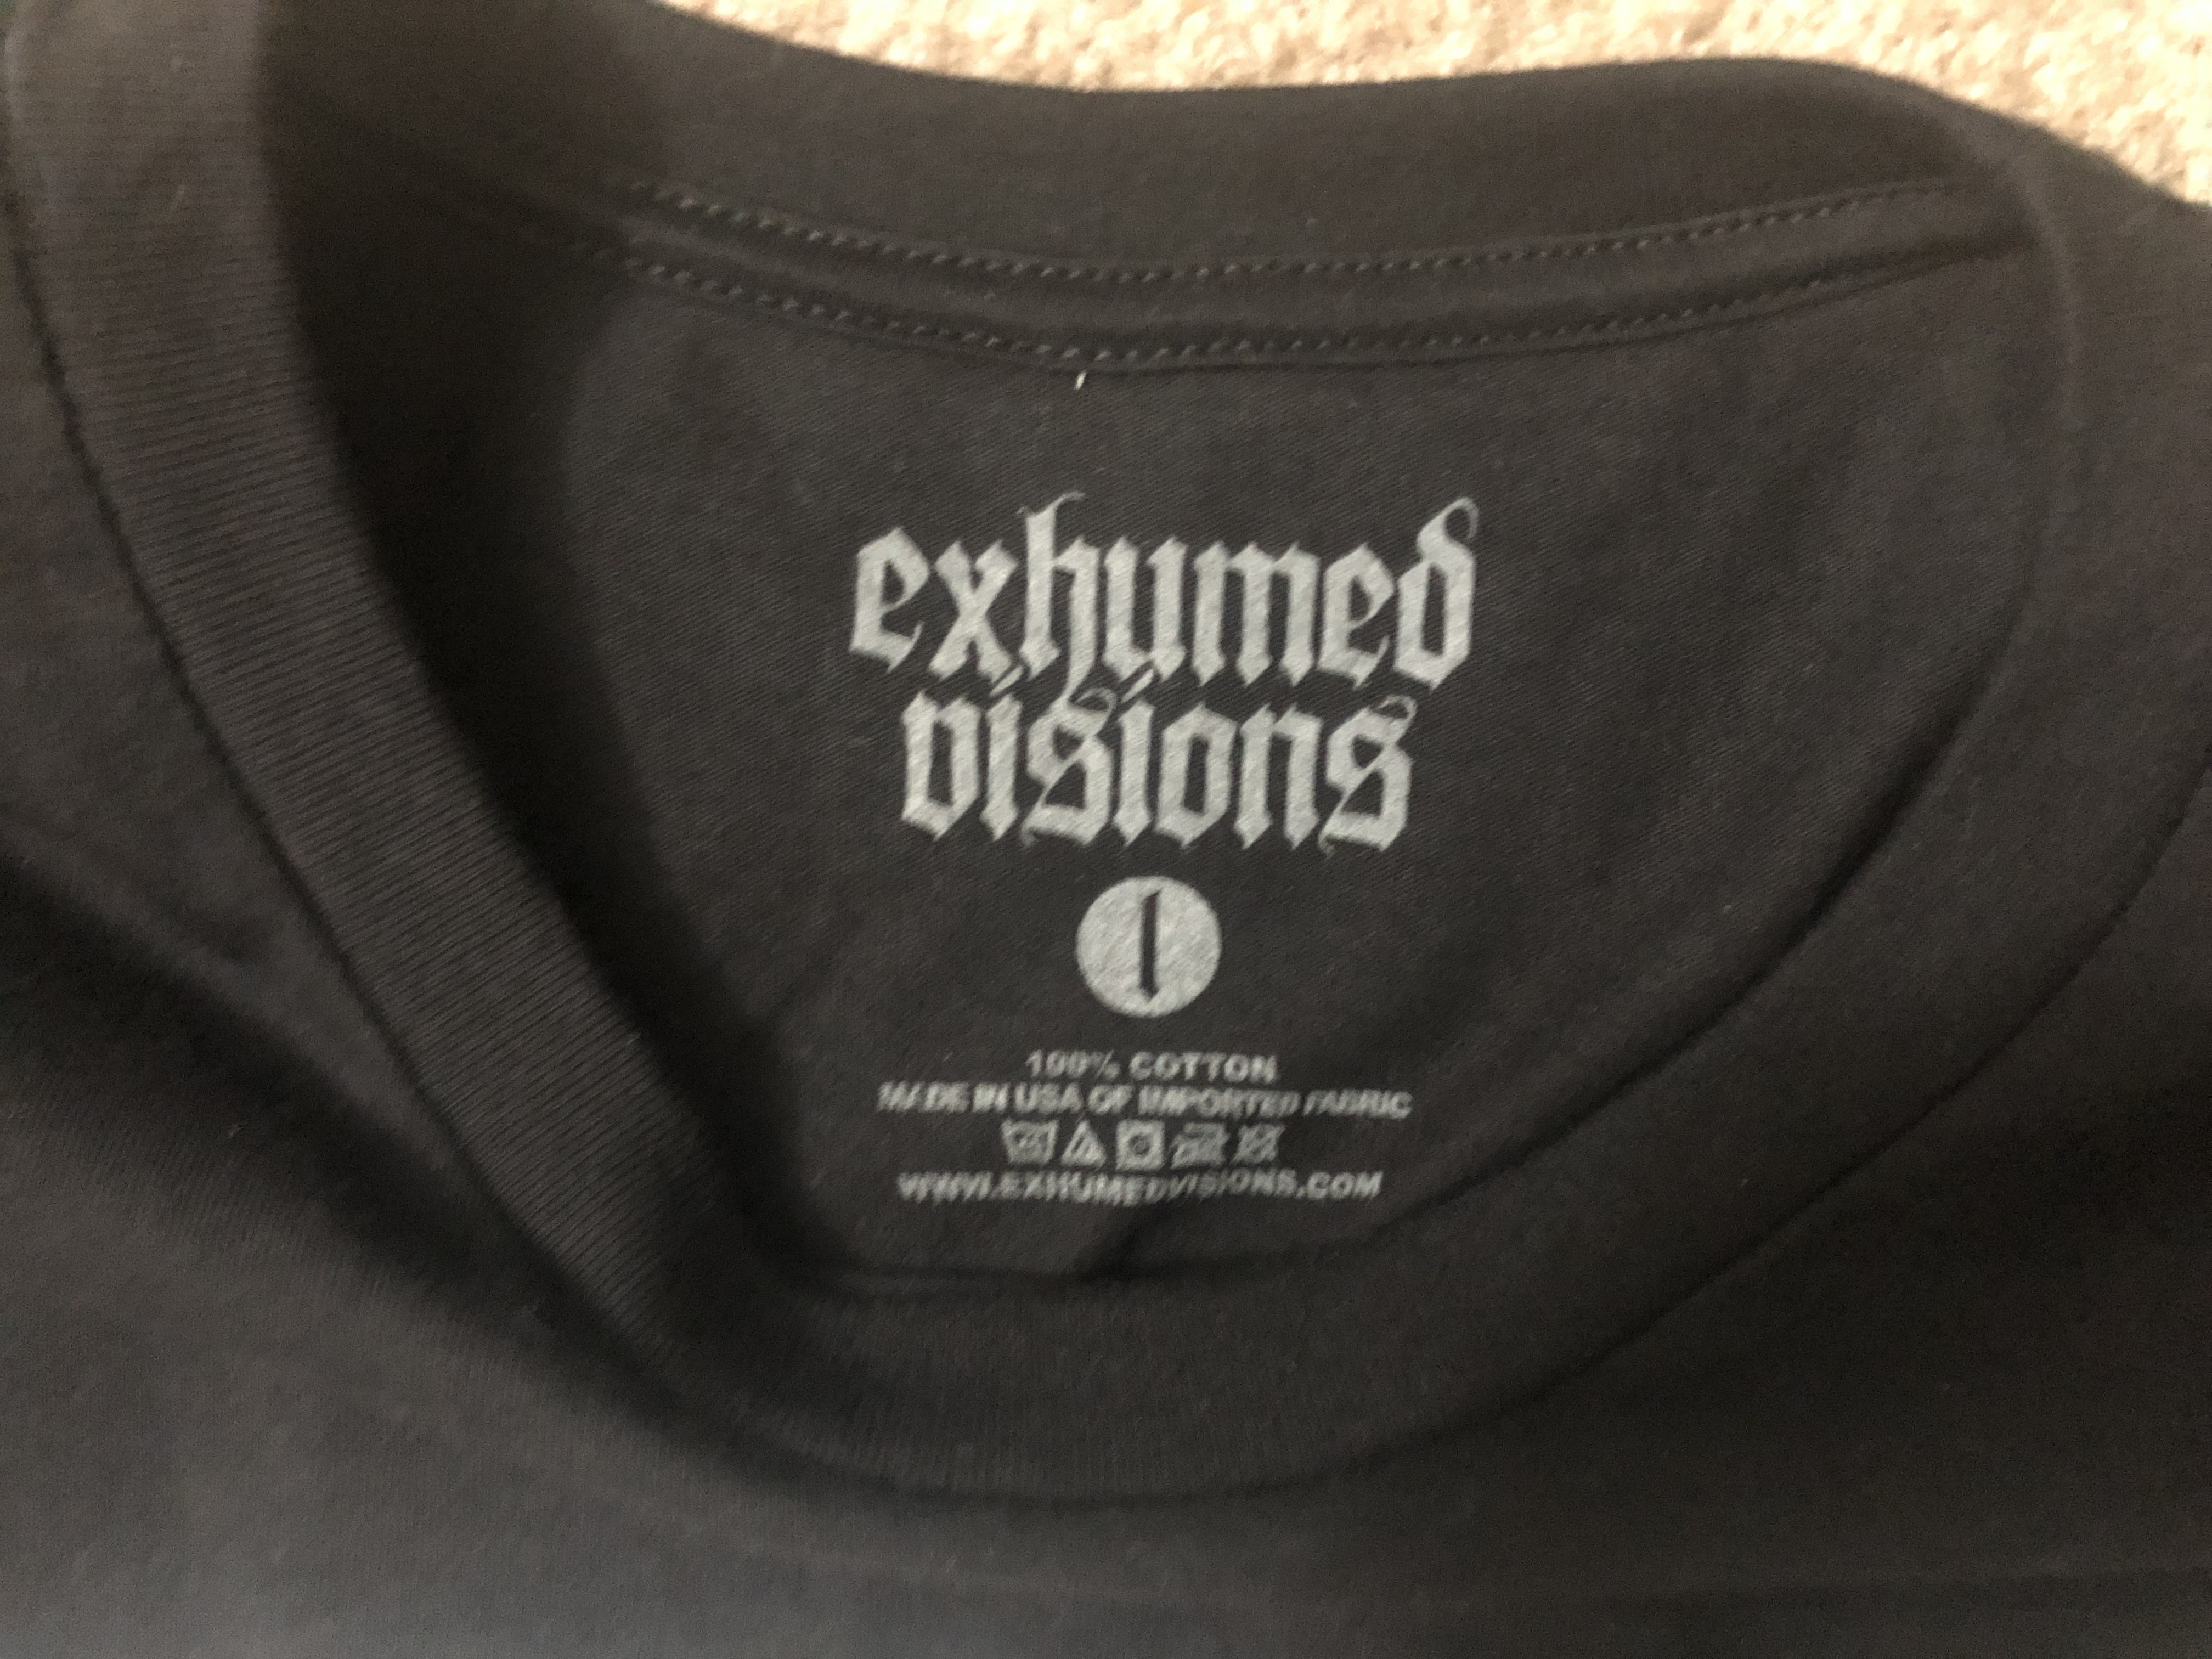 exhumed
visions
l
100% COTTON
MADE IN USA OF IMPORTED FABRIC
WWW.EXHUMEDVISIONS.COM